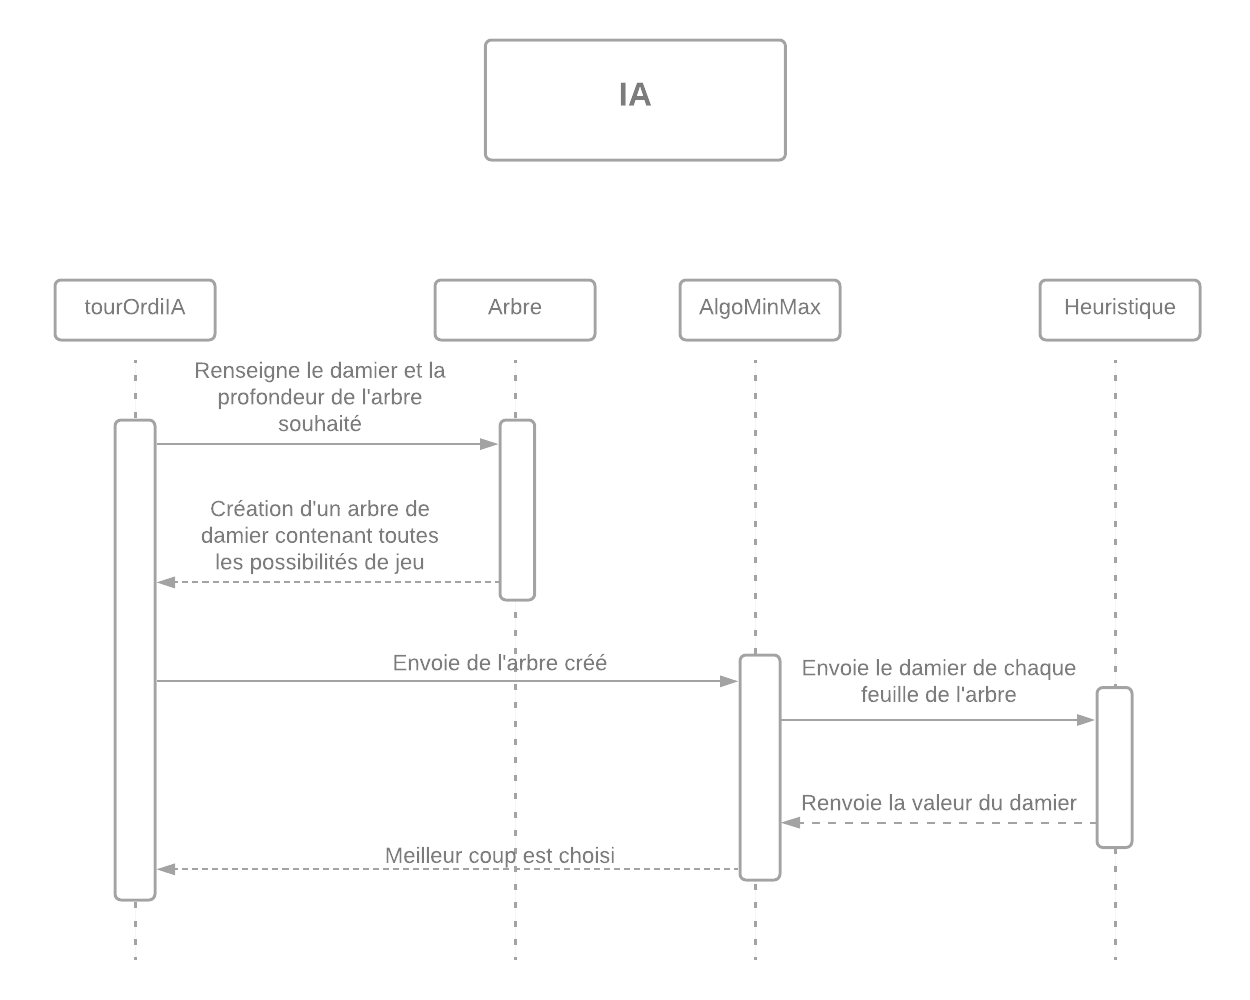 IA
tourOrdiIA
Arbre
AlgoMinMax
Heuristique
Renseigne le damier et la
profondeur de l'arbre
souhaité
Création d'un arbre de
damier contenant toutes
les possibilités de jeu
Envoie de l'arbre créé
Envoie le damier de chaque
feuille de l'arbre
Renvoie la valeur du damier
Meilleur coup est choisi